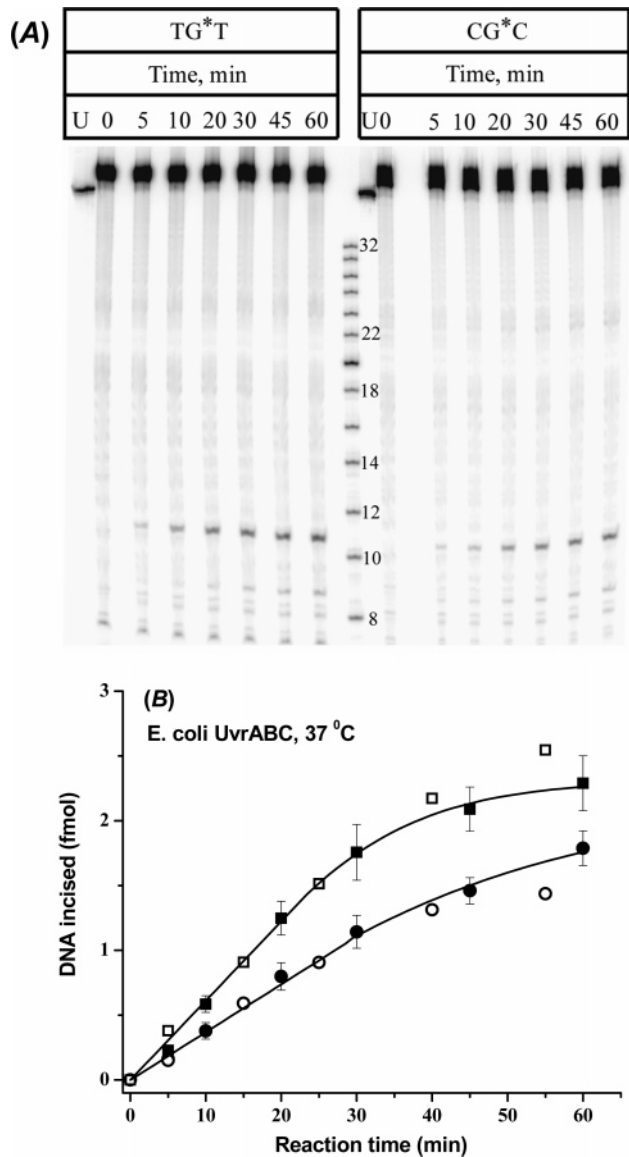 (A)
TG*T CG*C
Time, min Time, min
U 0 5 10 20 30 45 60 U 0 5 10 20 30 45 60
32
22
18
14
12
10
8
(B)
E. coli UvrABC, 37 ⁰C
3
2
1
0
DNA incised (fmol)
0 10 20 30 40 50 60
Reaction time (min)